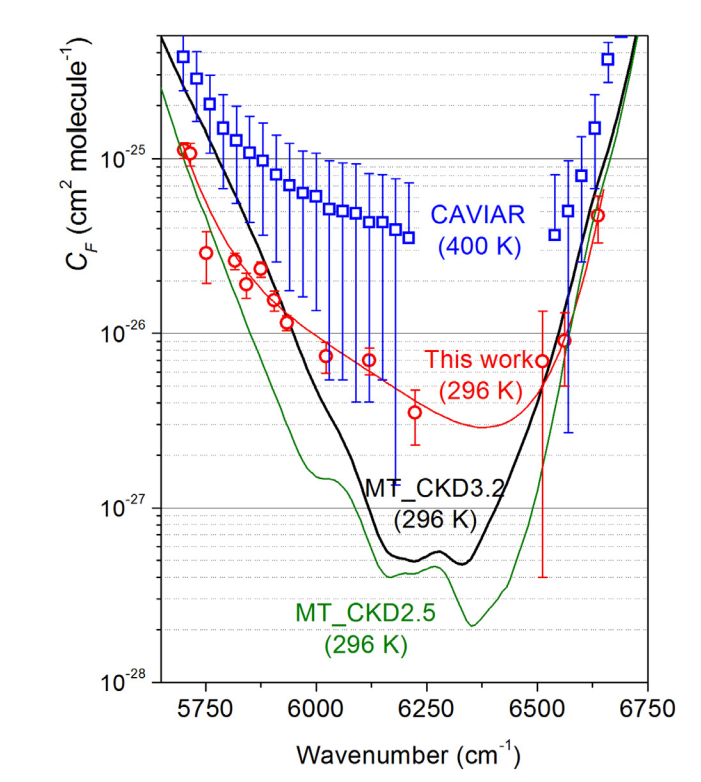 C_F (cm² molecule⁻¹)
10⁻²⁵
10⁻²⁶
10⁻²⁷
10⁻²⁸
CAVIAR
(400 K)
This work
(296 K)
MT_CKD3.2
(296 K)
MT_CKD2.5
(296 K)
5750 6000 6250 6500 6750
Wavenumber (cm⁻¹)